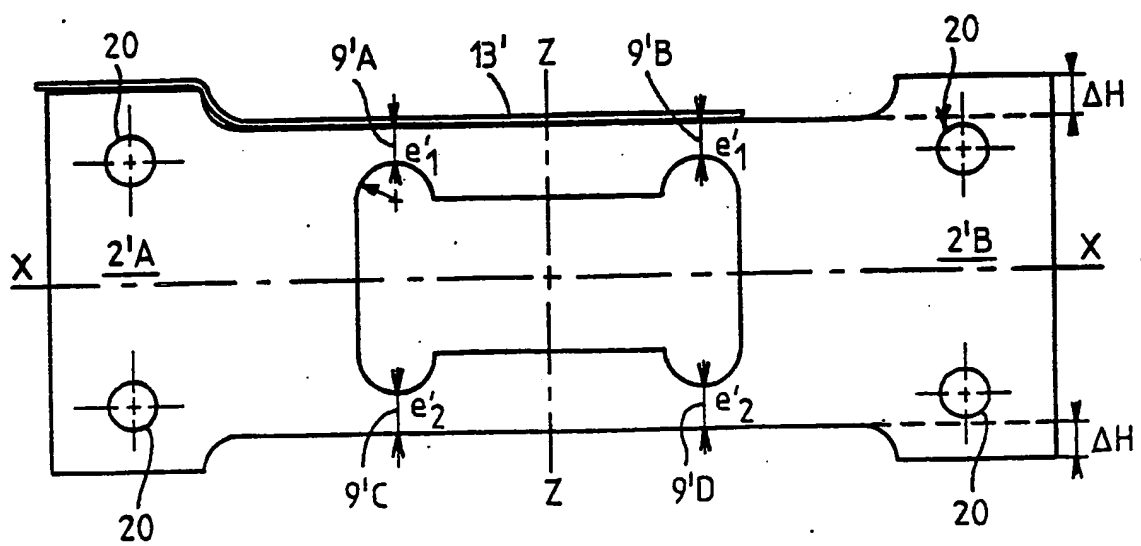 20 9'A 13' Z 9'B 20
ΔH
e'1 e'1
X 2'A 2'B X
e'2 e'2
ΔH
20 9'C Z 9'D 20